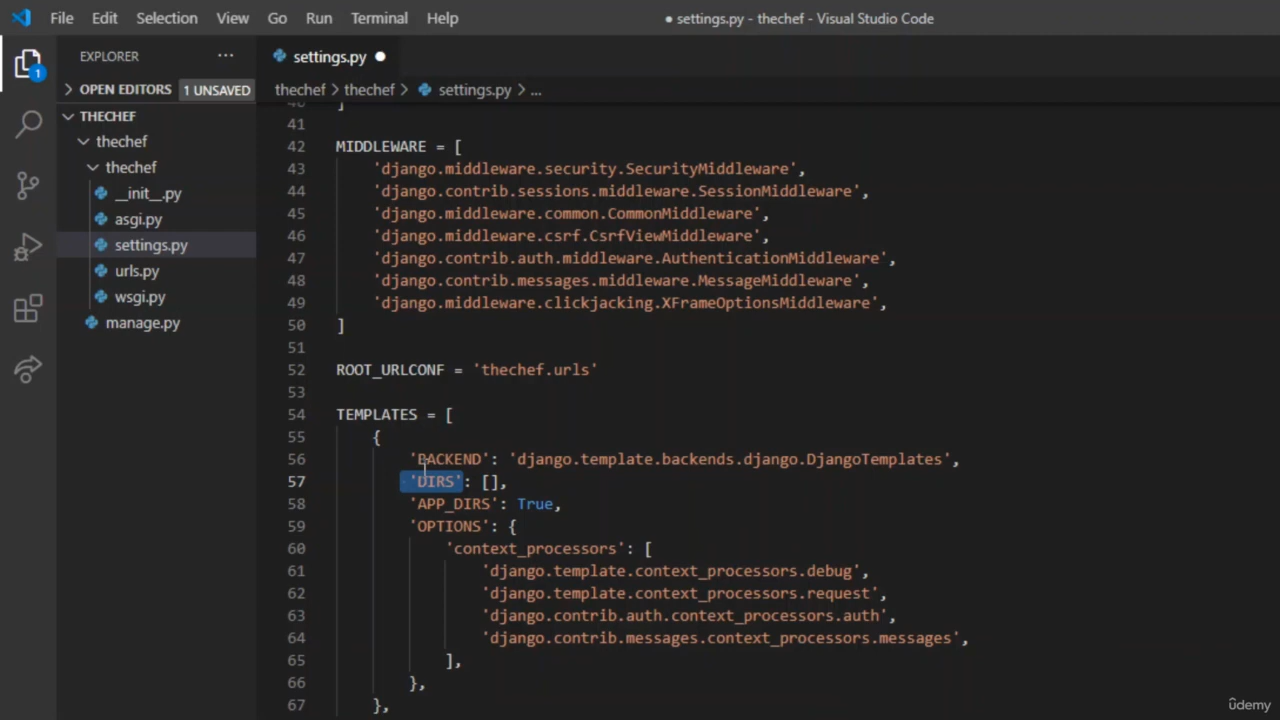 File Edit Selection View Go Run Terminal Help
● settings.py - thechef - Visual Studio Code
EXPLORER ···
settings.py ●
1
OPEN EDITORS 1 UNSAVED
thechef > thechef > settings.py > ...
THECHEF
thechef
thechef
__init__.py
asgi.py
settings.py
urls.py
wsgi.py
manage.py
40 ]
41
42 MIDDLEWARE = [
43 'django.middleware.security.SecurityMiddleware',
44 'django.contrib.sessions.middleware.SessionMiddleware',
45 'django.middleware.common.CommonMiddleware',
46 'django.middleware.csrf.CsrfViewMiddleware',
47 'django.contrib.auth.middleware.AuthenticationMiddleware',
48 'django.contrib.messages.middleware.MessageMiddleware',
49 'django.middleware.clickjacking.XFrameOptionsMiddleware',
50 ]
51
52 ROOT_URLCONF = 'thechef.urls'
53
54 TEMPLATES = [
55 {
56 'BACKEND': 'django.template.backends.django.DjangoTemplates',
57 'DIRS': [],
58 'APP_DIRS': True,
59 'OPTIONS': {
60 'context_processors': [
61 'django.template.context_processors.debug',
62 'django.template.context_processors.request',
63 'django.contrib.auth.context_processors.auth',
64 'django.contrib.messages.context_processors.messages',
65 ],
66 },
67 },
ûdemy